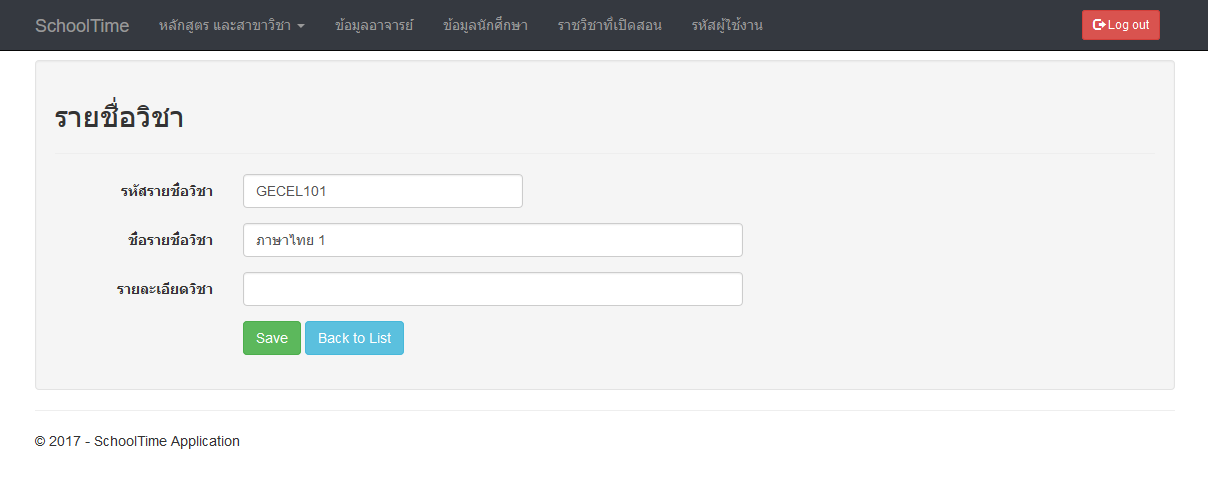 SchoolTime หลักสูตร และสาขาวิชา ข้อมูลอาจารย์ ข้อมูลนักศึกษา ราชวิชาที่เปิดสอน รหัสผู้ใช้งาน Log out
รายชื่อวิชา
รหัสรายชื่อวิชา GECEL101
ชื่อรายชื่อวิชา ภาษาไทย 1
รายละเอียดวิชา
Save Back to List
© 2017 - SchoolTime Application